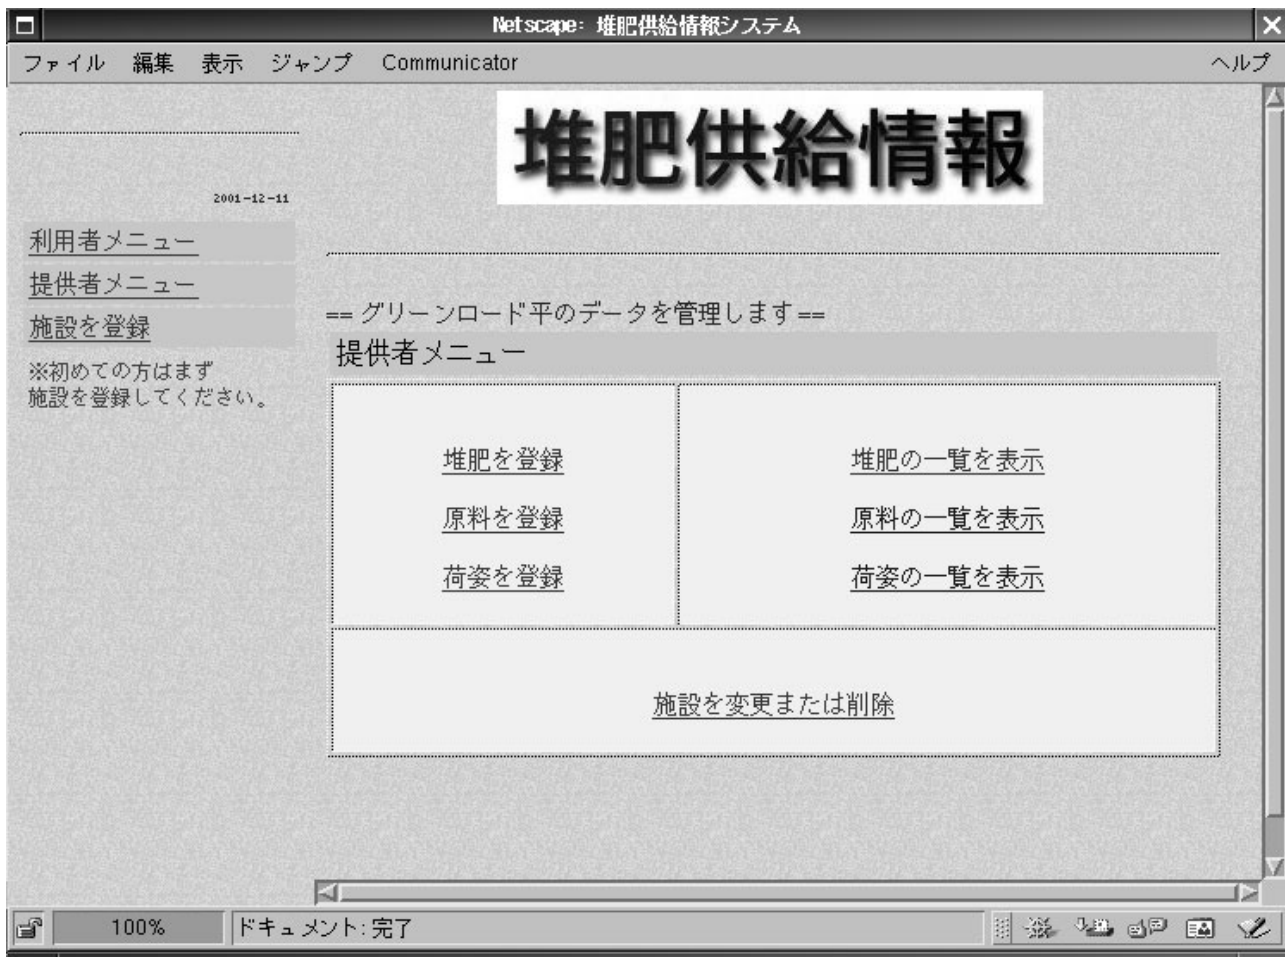 Netscape: 堆肥供給情報システム
ファイル 編集 表示 ジャンプ Communicator ヘルプ
堆肥供給情報
2001-12-11
利用者メニュー
提供者メニュー
施設を登録
※初めての方はまず
施設を登録してください。
== グリーンロード平のデータを管理します ==
提供者メニュー
堆肥を登録 堆肥の一覧を表示
原料を登録 原料の一覧を表示
荷姿を登録 荷姿の一覧を表示
施設を変更または削除
100% ドキュメント: 完了